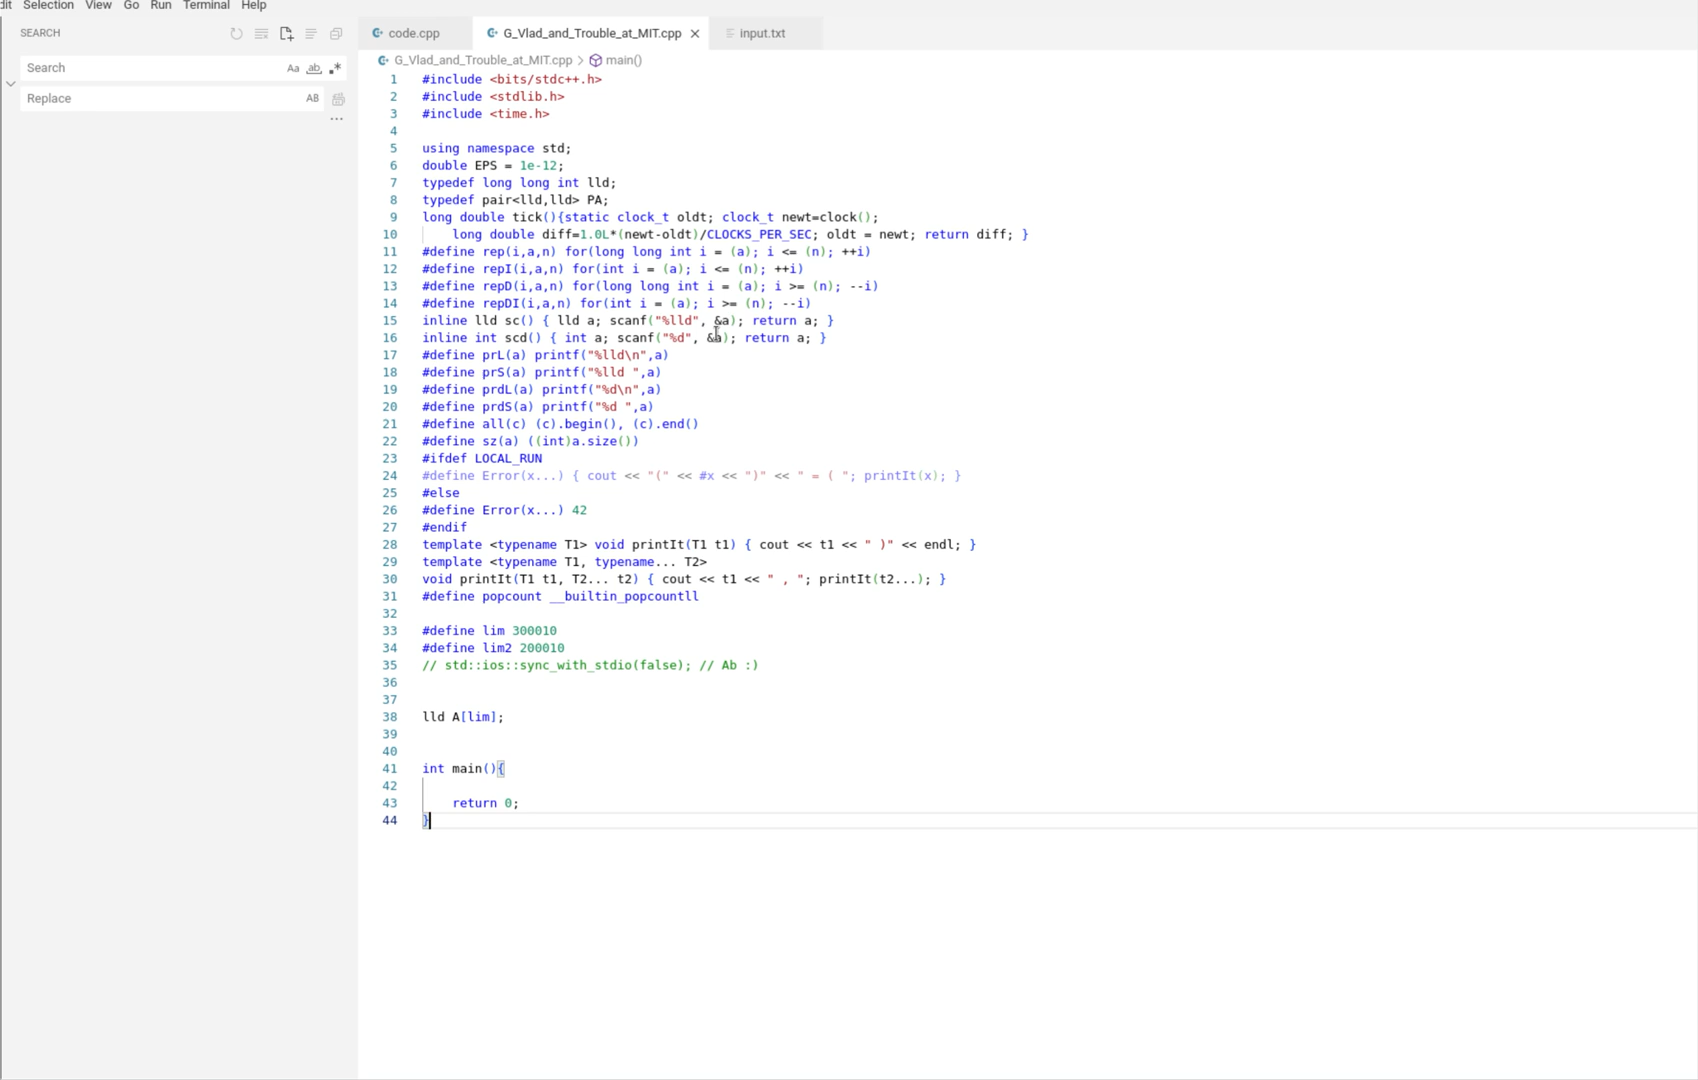 dit Selection View Go Run Terminal Help
SEARCH
Search
Aa ab .*
Replace
AB
...
code.cpp
G_Vlad_and_Trouble_at_MIT.cpp
input.txt
G_Vlad_and_Trouble_at_MIT.cpp > main()
1 #include <bits/stdc++.h>
2 #include <stdlib.h>
3 #include <time.h>
4
5 using namespace std;
6 double EPS = 1e-12;
7 typedef long long int lld;
8 typedef pair<lld,lld> PA;
9 long double tick(){static clock_t oldt; clock_t newt=clock();
10     long double diff=1.0L*(newt-oldt)/CLOCKS_PER_SEC; oldt = newt; return diff; }
11 #define rep(i,a,n) for(long long int i = (a); i <= (n); ++i)
12 #define repI(i,a,n) for(int i = (a); i <= (n); ++i)
13 #define repD(i,a,n) for(long long int i = (a); i >= (n); --i)
14 #define repDI(i,a,n) for(int i = (a); i >= (n); --i)
15 inline lld sc() { lld a; scanf("%lld", &a); return a; }
16 inline int scd() { int a; scanf("%d", &a); return a; }
17 #define prL(a) printf("%lld\n",a)
18 #define prS(a) printf("%lld ",a)
19 #define prdL(a) printf("%d\n",a)
20 #define prdS(a) printf("%d ",a)
21 #define all(c) (c).begin(), (c).end()
22 #define sz(a) ((int)a.size())
23 #ifdef LOCAL_RUN
24 #define Error(x...) { cout << "(" << #x << ")" << " = ( "; printIt(x); }
25 #else
26 #define Error(x...) 42
27 #endif
28 template <typename T1> void printIt(T1 t1) { cout << t1 << " )" << endl; }
29 template <typename T1, typename... T2>
30 void printIt(T1 t1, T2... t2) { cout << t1 << " , "; printIt(t2...); }
31 #define popcount __builtin_popcountll
32
33 #define lim 300010
34 #define lim2 200010
35 // std::ios::sync_with_stdio(false); // Ab :)
36
37
38 lld A[lim];
39
40
41 int main(){
42
43     return 0;
44 }